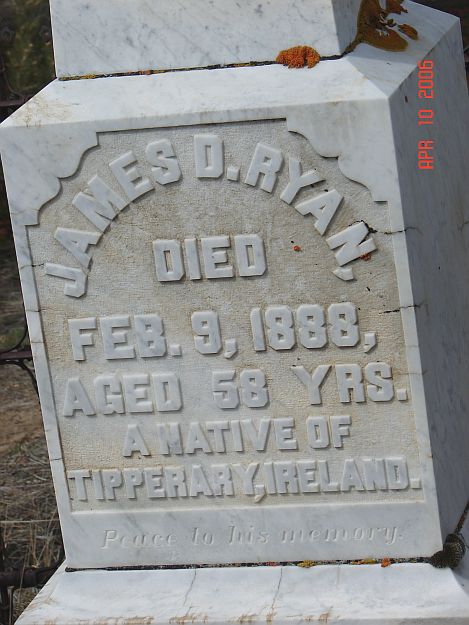 JAMES D. RYAN,
DIED
FEB. 9, 1888,
AGED 58 YRS.
A NATIVE OF
TIPPERARY, IRELAND.
Peace to his memory.
APR 10 2006